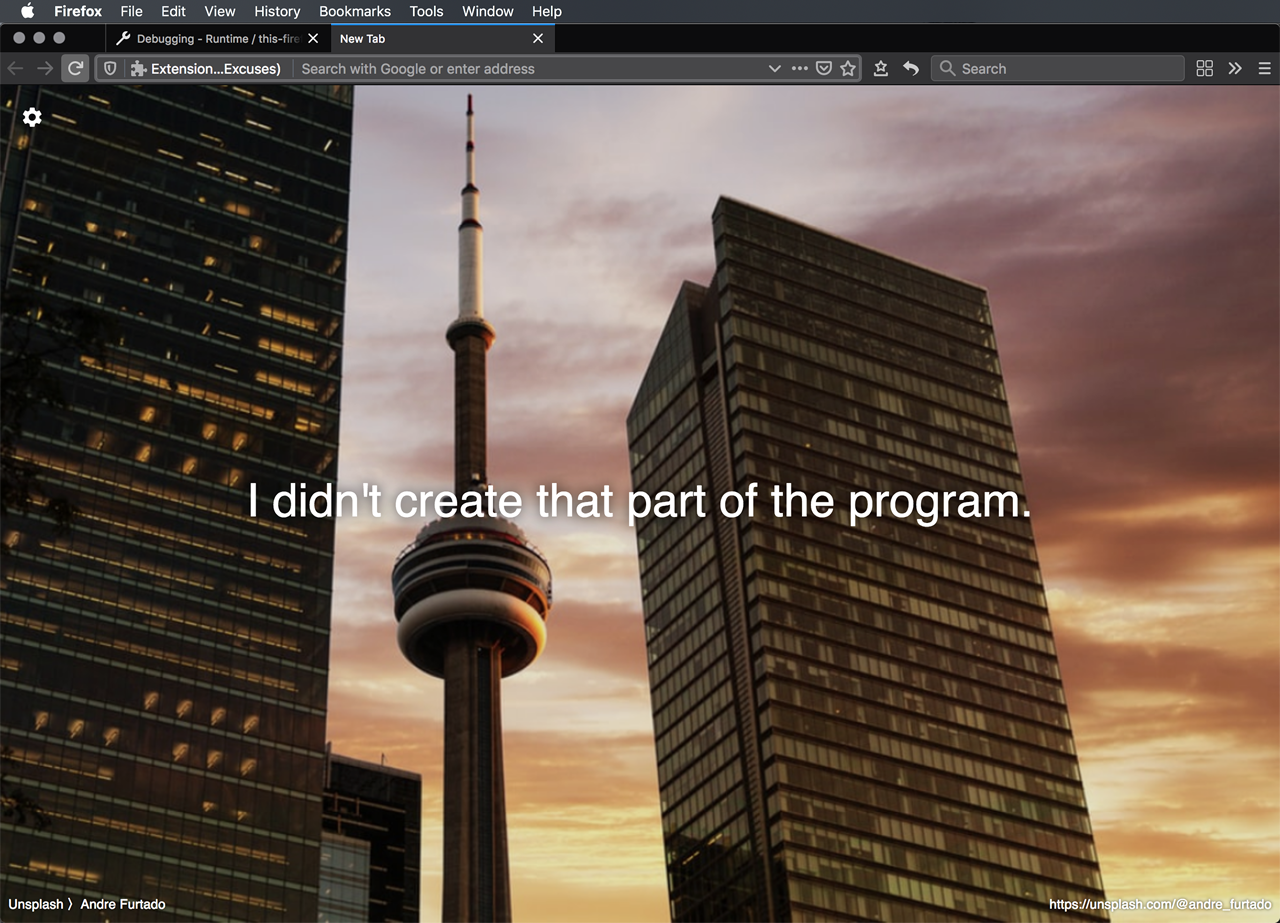 Firefox File Edit View History Bookmarks Tools Window Help
Debugging - Runtime / this-fire
New Tab
Extension...Excuses) Search with Google or enter address
Search
I didn't create that part of the program.
Unsplash 〉 Andre Furtado
https://unsplash.com/@andre_furtado